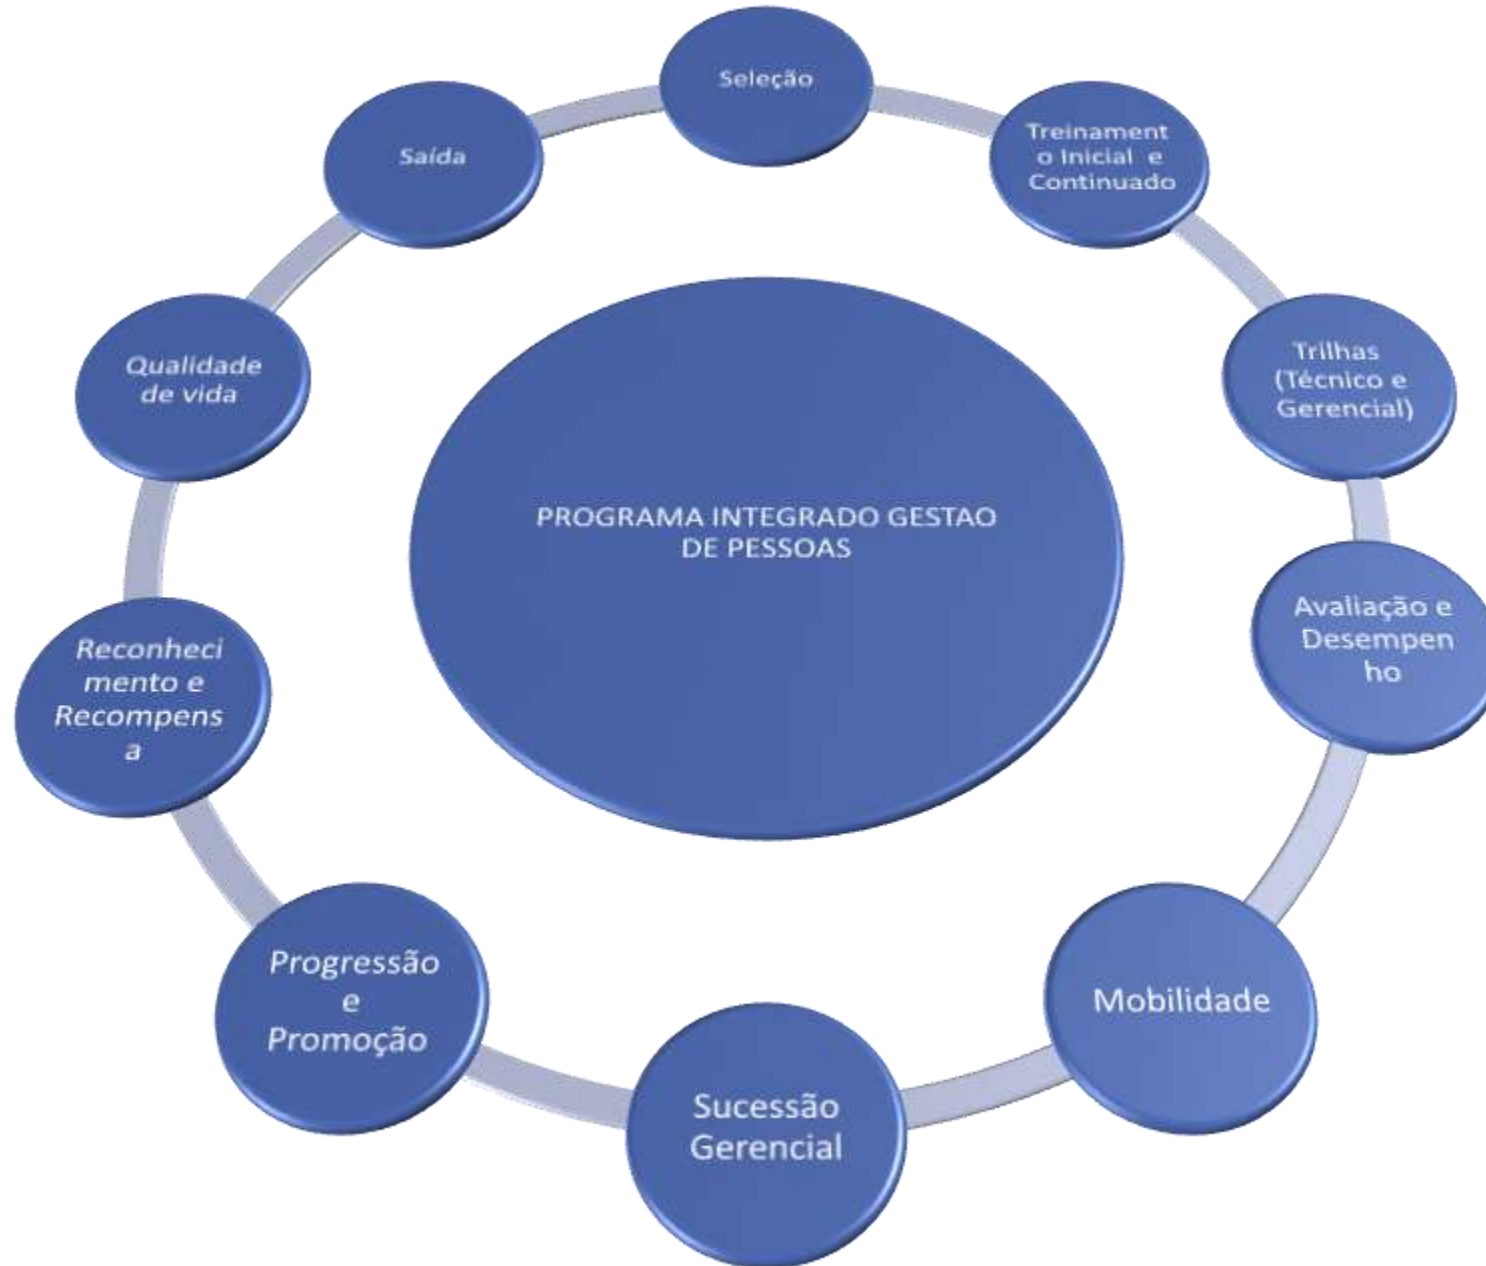 Seleção
Treinament
o Inicial e
Continuado
Trilhas
(Técnico e
Gerencial)
Avaliação e
Desempen
ho
Mobilidade
Sucessão
Gerencial
Progressão
e
Promoção
Reconheci
mento e
Recompens
a
Qualidade
de vida
Saída
PROGRAMA INTEGRADO GESTAO
DE PESSOAS